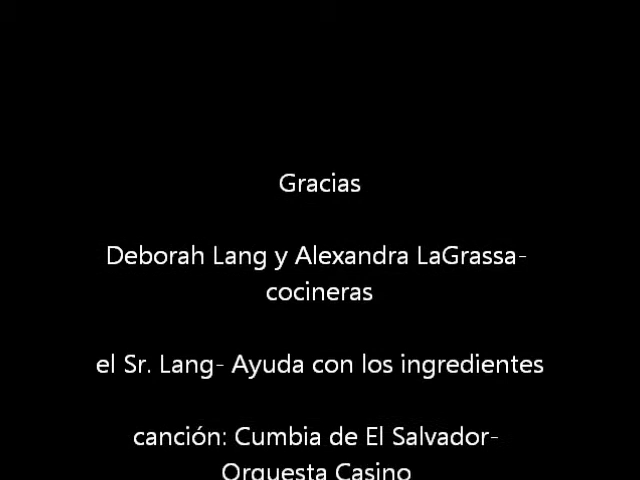 Gracias
Deborah Lang y Alexandra LaGrassa-
cocineras
el Sr. Lang- Ayuda con los ingredientes
canción: Cumbia de El Salvador-
Orquesta Casino